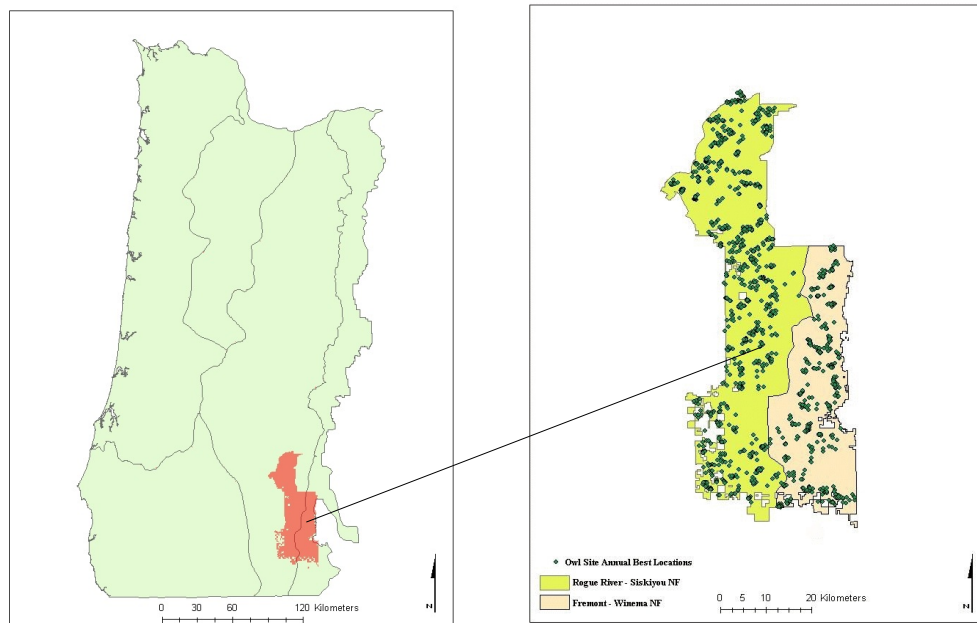 0 30 60 120 Kilometers
N
Owl Site Annual Best Locations
Rogue River - Siskiyou NF
Fremont - Winema NF
0 5 10 20 Kilometers
N